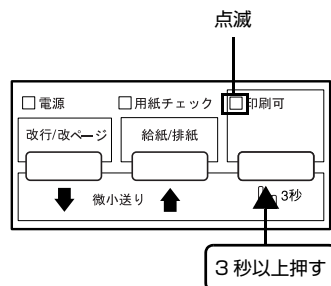 点滅
電源 用紙チェック 印刷可
改行/改ページ 給紙/排紙
微小送り 3秒
3秒以上押す